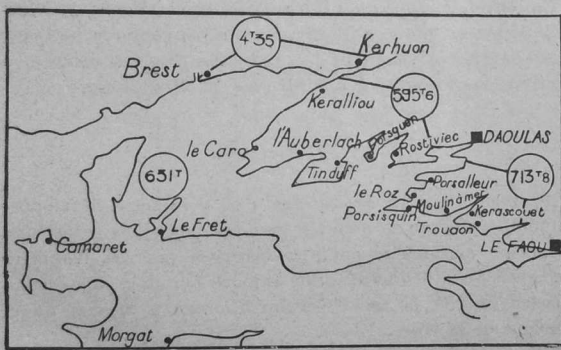 4T35
Kerhuon
Brest
595T6
Keralliou
Porsguen
DAOULAS
Rostiviec
l'Auberlach
le Caro
Tinduff
651T
713T8
Porsalleur
le Roz
Moulin à mer
Porsisquin
Kerascouet
Trouaon
Le Fret
Camaret
LE FAOU
Morgat